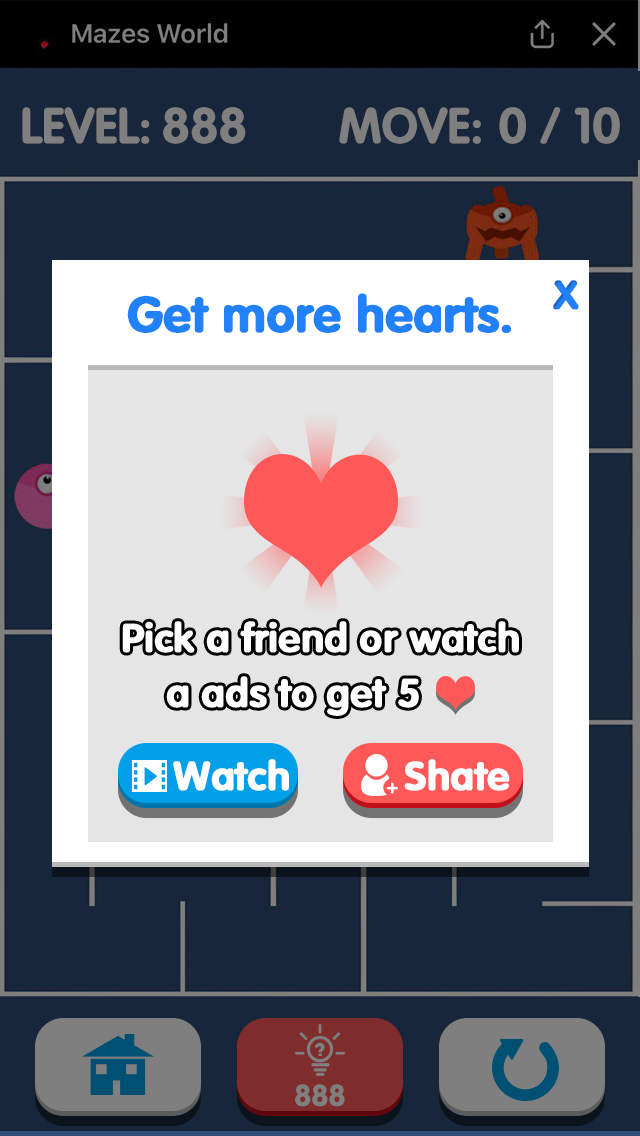 Mazes World
LEVEL: 888
MOVE: 0 / 10
Get more hearts.
X
Pick a friend or watch
a ads to get 5
Watch
Shate
?
888